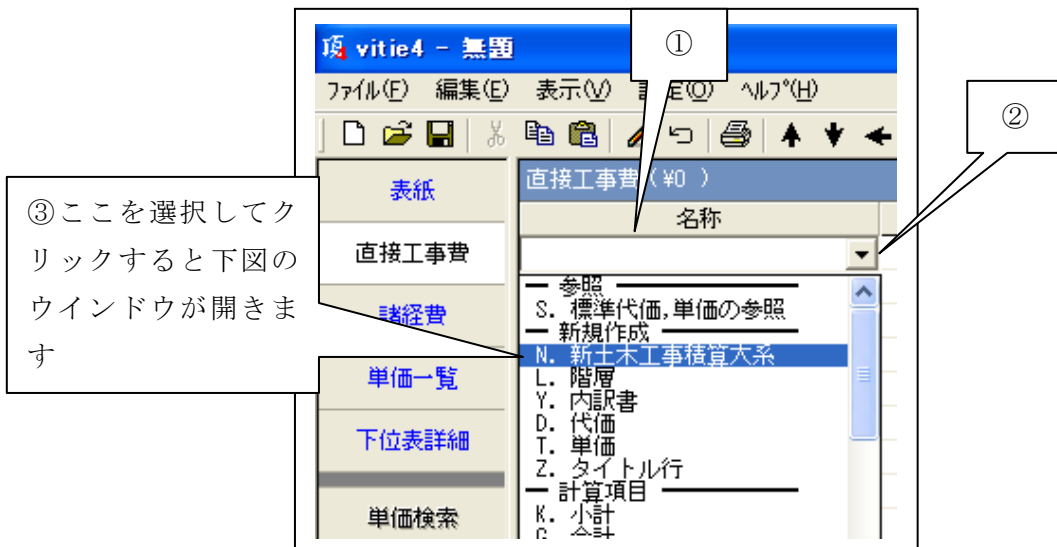 vitie4 - 無題
①
ファイル(F) 編集(E) 表示(V) 定(O) ヘルプ(H)
②
直接工事費 ( ¥0 )
名称
表紙
直接工事費
諸経費
単価一覧
下位表詳細
単価検索
③ここを選択してク
リックすると下図の
ウインドウが開きま
す
参照
S. 標準代価,単価の参照
新規作成
N. 新土木工事積算大系
L. 階層
Y. 内訳書
D. 代価
T. 単価
Z. タイトル行
計算項目
K. 小計
G. 合計